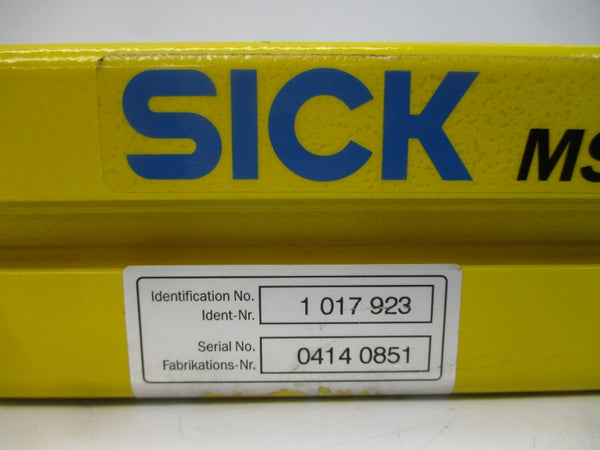 SICK MS
Identification No.
Ident-Nr.
1 017 923
Serial No.
Fabrikations-Nr.
0414 0851